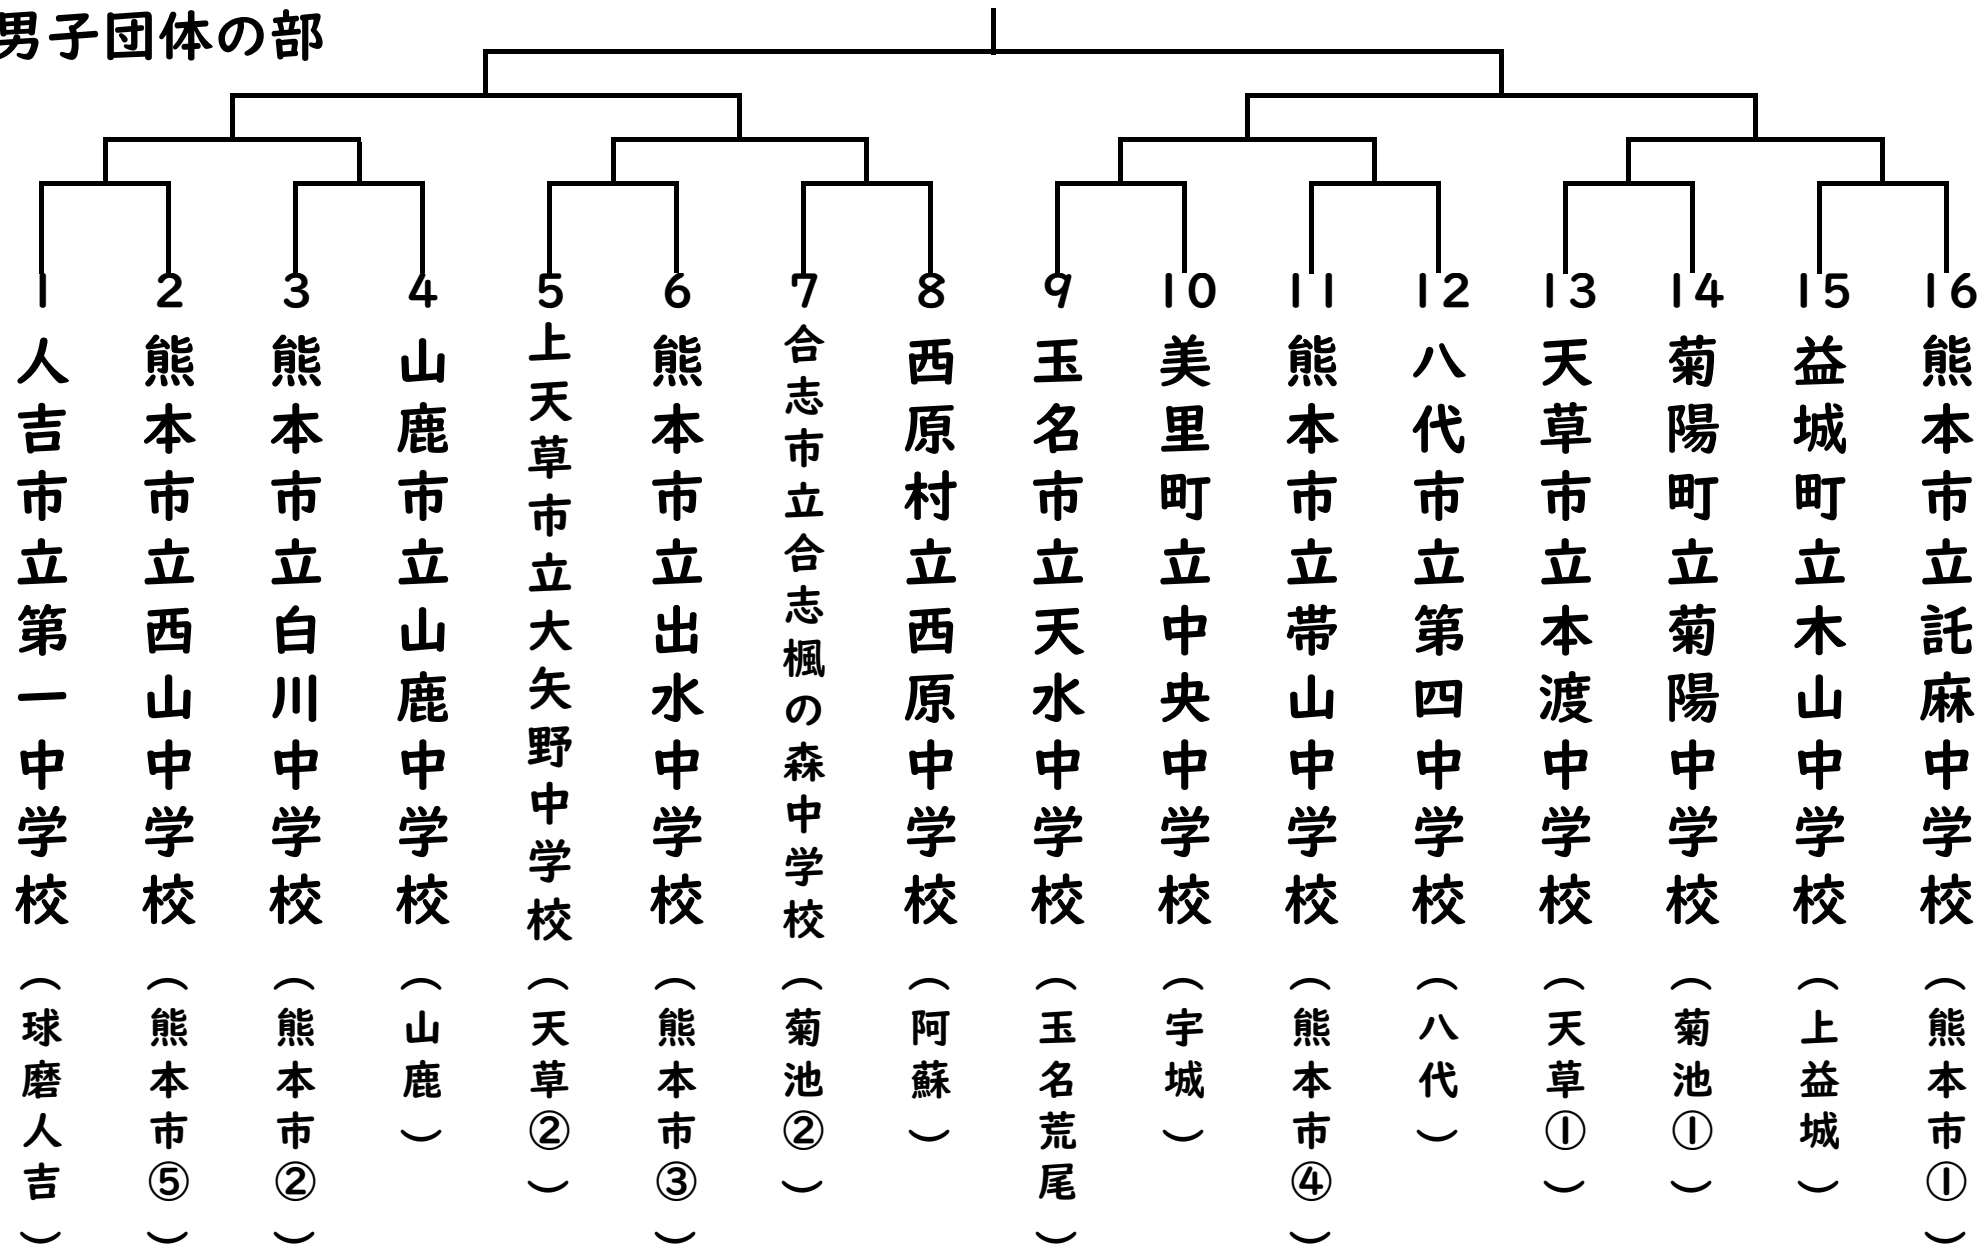 男子団体の部
1 人吉市立第一中学校（球磨人吉）
2 熊本市立西山中学校（熊本市⑤）
3 熊本市立白川中学校（熊本市②）
4 山鹿市立山鹿中学校（山鹿）
5 上天草市立大矢野中学校（天草②）
6 熊本市立出水中学校（熊本市③）
7 合志市立合志楓の森中学校（菊池②）
8 西原村立西原中学校（阿蘇）
9 玉名市立天水中学校（玉名荒尾）
10 美里町立中央中学校（宇城）
11 熊本市立帯山中学校（熊本市④）
12 八代市立第四中学校（八代）
13 天草市立本渡中学校（天草①）
14 菊陽町立菊陽中学校（菊池①）
15 益城町立木山中学校（上益城）
16 熊本市立託麻中学校（熊本市①）